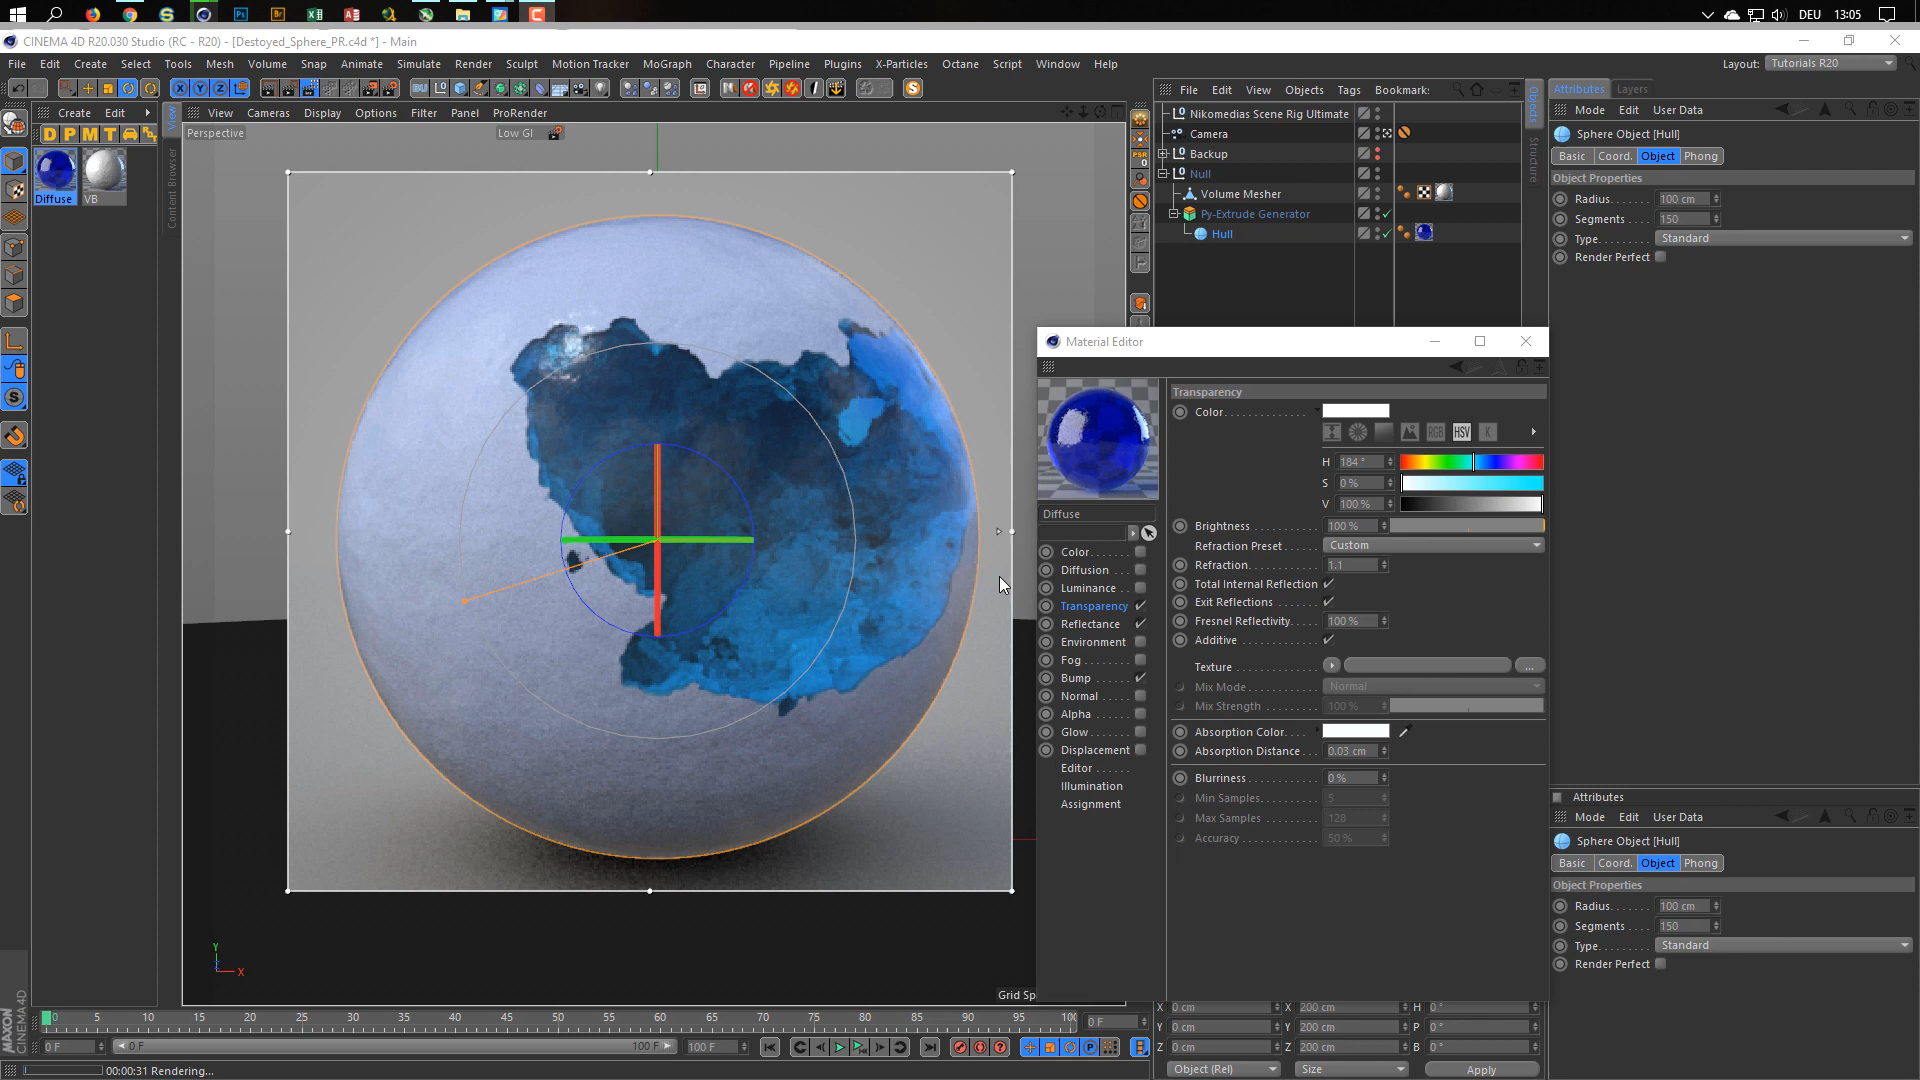 DEU 13:05
CINEMA 4D R20.030 Studio (RC - R20) - [Destoyed_Sphere_PR.c4d *] - Main
File Edit Create Select Tools Mesh Volume Snap Animate Simulate Render Sculpt Motion Tracker MoGraph Character Pipeline Plugins X-Particles Octane Script Window Help
Layout: Tutorials R20
Create Edit
View Cameras Display Options Filter Panel ProRender
Perspective
Low GI
Diffuse
VB
View
Content Browser
Grid Sp
File Edit View Objects Tags Bookmark:
Nikomedias Scene Rig Ultimate
Camera
Backup
Null
Volume Mesher
Py-Extrude Generator
Hull
Objects
Structure
Attributes Layers
Mode Edit User Data
Sphere Object [Hull]
Basic Coord. Object Phong
Object Properties
Radius 100 cm
Segments 150
Type Standard
Render Perfect
Material Editor
Diffuse
Color
Diffusion
Luminance
Transparency
Reflectance
Environment
Fog
Bump
Normal
Alpha
Glow
Displacement
Editor
Illumination
Assignment
Transparency
Color
RGB HSV K
H 184 °
S 0 %
V 100 %
Brightness 100 %
Refraction Preset Custom
Refraction 1.1
Total Internal Reflection
Exit Reflections
Fresnel Reflectivity 100 %
Additive
Texture ...
Mix Mode Normal
Mix Strength 100 %
Absorption Color
Absorption Distance 0.03 cm
Blurriness 0 %
Min Samples 5
Max Samples 128
Accuracy 50 %
Attributes
Mode Edit User Data
Sphere Object [Hull]
Basic Coord. Object Phong
Object Properties
Radius 100 cm
Segments 150
Type Standard
Render Perfect
0 5 10 15 20 25 30 35 40 45 50 55 60 65 70 75 80 85 90 95 100
0 F
0 F 0 F 100 F 100 F
X 0 cm X 200 cm H 0 °
Y 0 cm Y 200 cm P 0 °
Z 0 cm Z 200 cm B 0 °
Object (Rel) Size Apply
00:00:31 Rendering...
MAXON CINEMA 4D